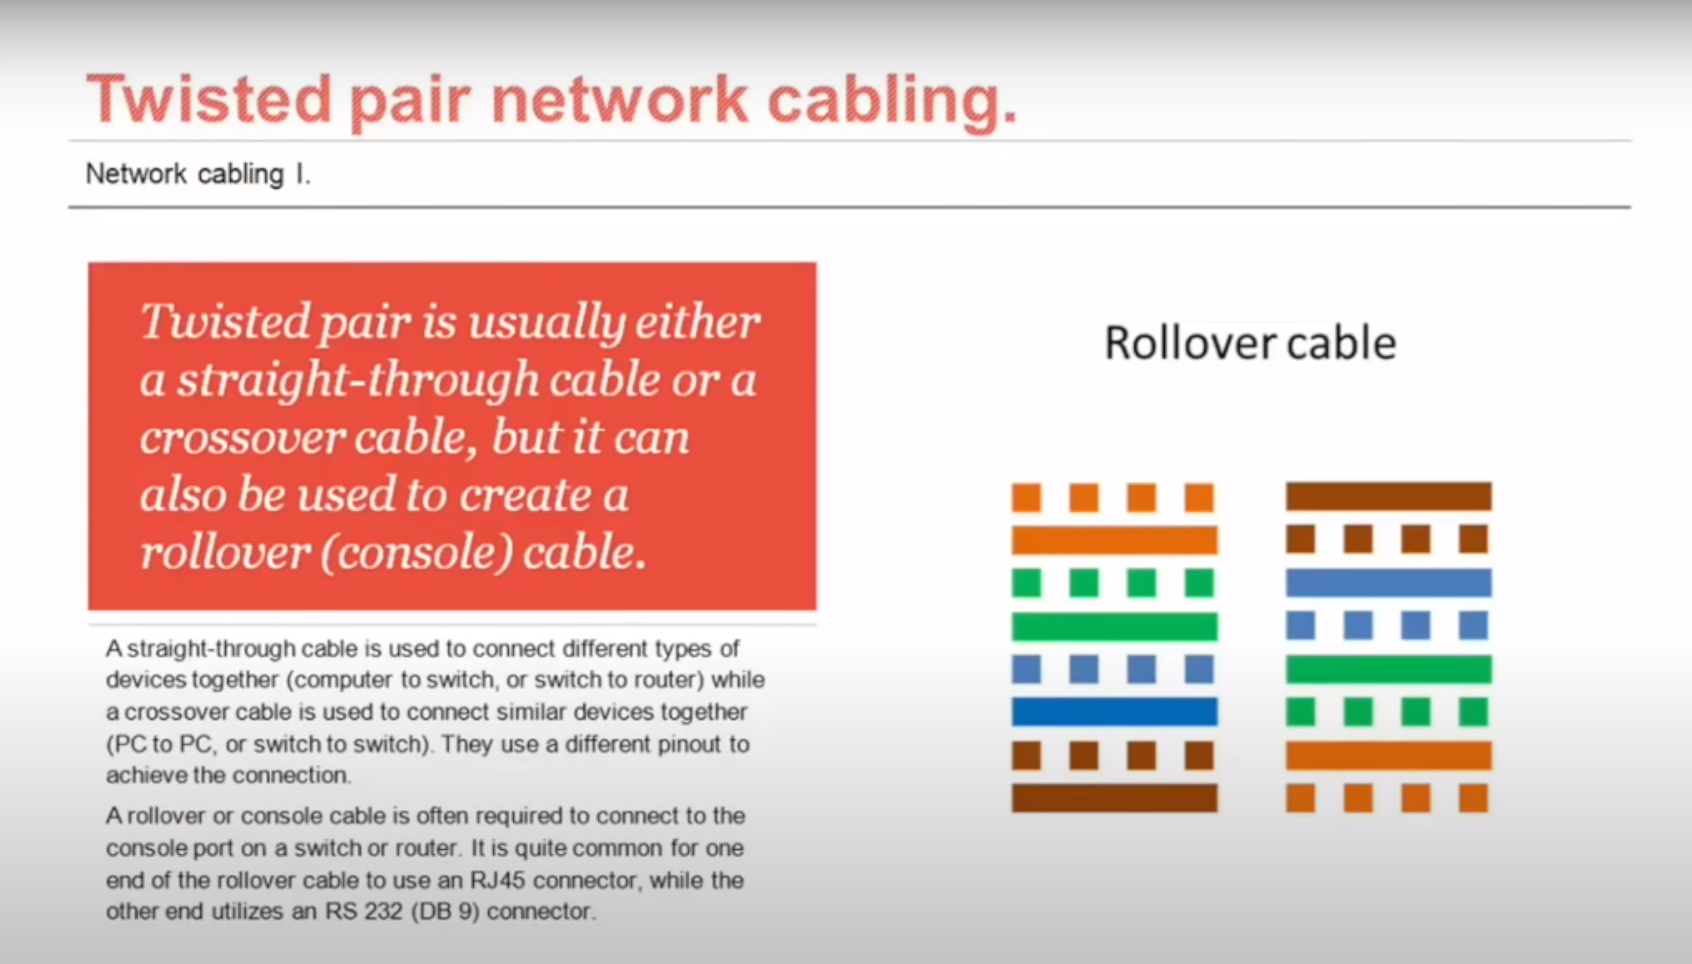 Twisted pair network cabling.
Network cabling I.
Twisted pair is usually either
a straight-through cable or a
crossover cable, but it can
also be used to create a
rollover (console) cable.
A straight-through cable is used to connect different types of
devices together (computer to switch, or switch to router) while
a crossover cable is used to connect similar devices together
(PC to PC, or switch to switch). They use a different pinout to
achieve the connection.
A rollover or console cable is often required to connect to the
console port on a switch or router. It is quite common for one
end of the rollover cable to use an RJ45 connector, while the
other end utilizes an RS 232 (DB 9) connector.
Rollover cable